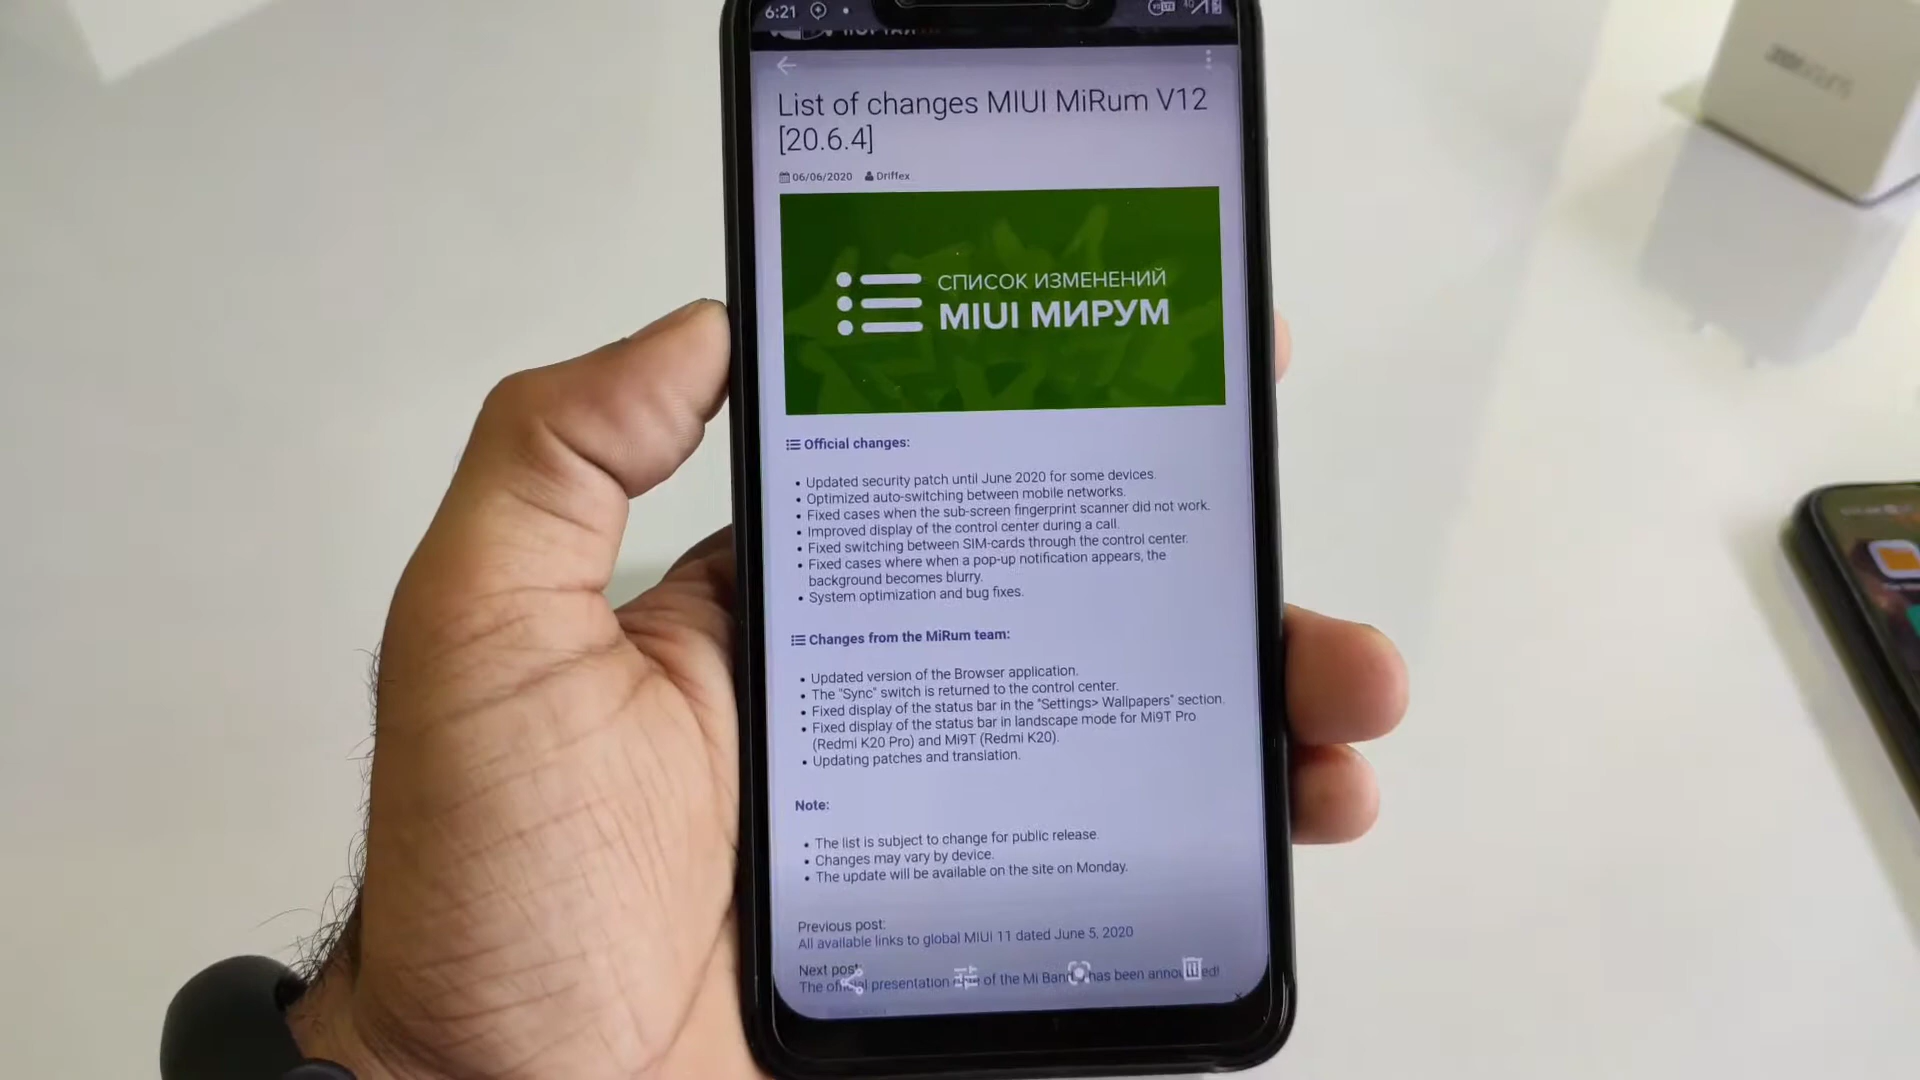 6:21
List of changes MIUI MiRum V12
[20.6.4]
06/06/2020 Driffex
СПИСОК ИЗМЕНЕНИЙ
MIUI МИРУМ
Official changes:
• Updated security patch until June 2020 for some devices.
• Optimized auto-switching between mobile networks.
• Fixed cases when the sub-screen fingerprint scanner did not work.
• Improved display of the control center during a call.
• Fixed switching between SIM-cards through the control center.
• Fixed cases where when a pop-up notification appears, the
background becomes blurry.
• System optimization and bug fixes.
Changes from the MiRum team:
• Updated version of the Browser application.
• The "Sync" switch is returned to the control center.
• Fixed display of the status bar in the "Settings> Wallpapers" section.
• Fixed display of the status bar in landscape mode for Mi9T Pro
(Redmi K20 Pro) and Mi9T (Redmi K20).
• Updating patches and translation.
Note:
• The list is subject to change for public release.
• Changes may vary by device.
• The update will be available on the site on Monday.
Previous post:
All available links to global MIUI 11 dated June 5, 2020
Next post:
The official presentation of the Mi Band has been